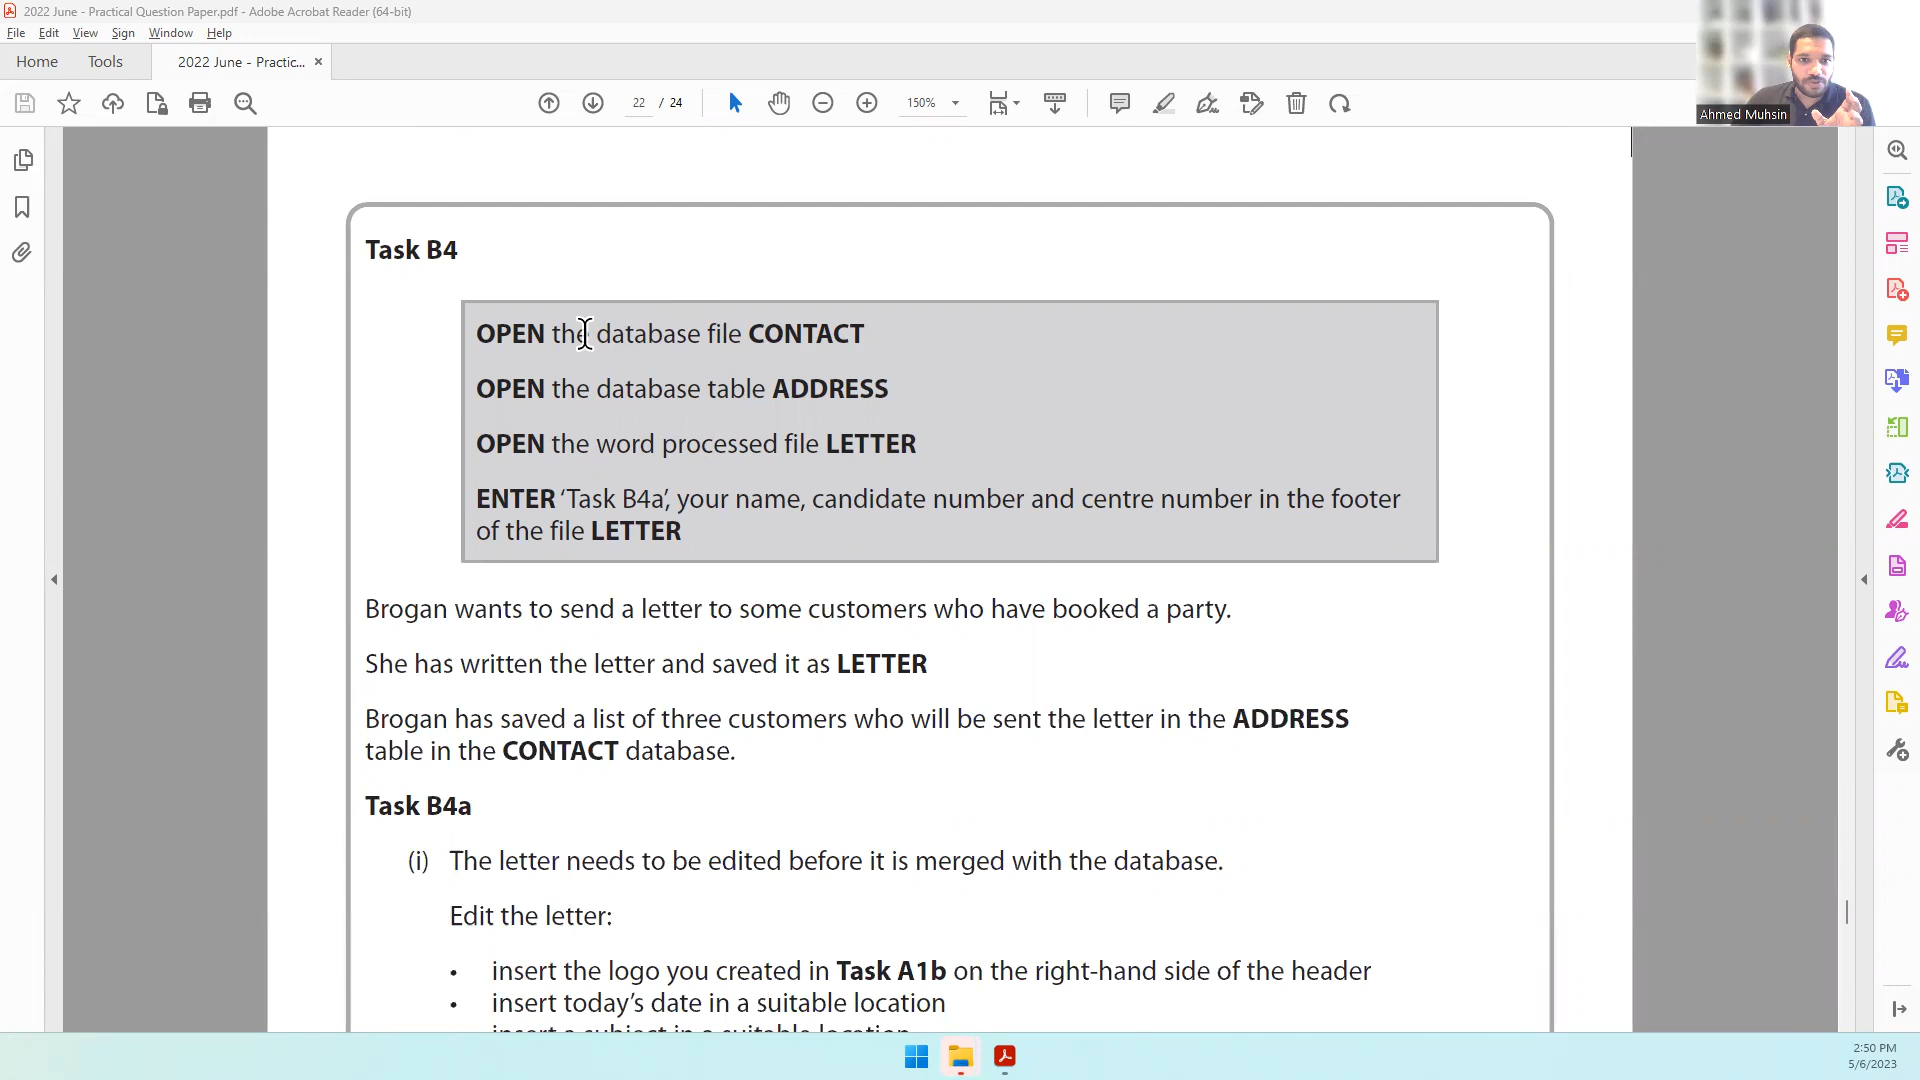 2022 June - Practical Question Paper.pdf - Adobe Acrobat Reader (64-bit)
File Edit View Sign Window Help
Home Tools 2022 June - Practic... ×
22 / 24 150%
Ahmed Muhsin
Task B4
OPEN the database file CONTACT
OPEN the database table ADDRESS
OPEN the word processed file LETTER
ENTER ‘Task B4a’, your name, candidate number and centre number in the footer
of the file LETTER
Brogan wants to send a letter to some customers who have booked a party.
She has written the letter and saved it as LETTER
Brogan has saved a list of three customers who will be sent the letter in the ADDRESS
table in the CONTACT database.
Task B4a
(i) The letter needs to be edited before it is merged with the database.
Edit the letter:
• insert the logo you created in Task A1b on the right-hand side of the header
• insert today’s date in a suitable location
insert a subject in a suitable location
2:50 PM
5/6/2023